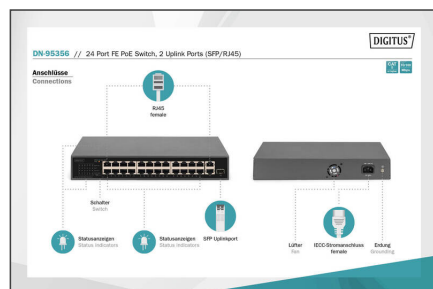 DIGITUS®
DN-95356 // 24 Port FE PoE Switch, 2 Uplink Ports (SFP/RJ45)
Anschlüsse
Connections
RJ45
female
Schalter
Switch
Statusanzeigen
Status indicators
Statusanzeigen
Status indicators
SFP Uplinkport
Lüfter
Fan
IECC-Stromanschluss
female
Erdung
Grounding